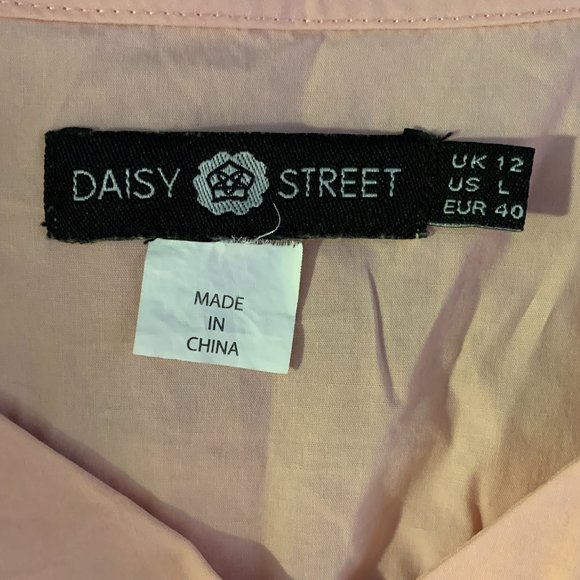 DAISY STREET
UK 12
US L
EUR 40
MADE
IN
CHINA